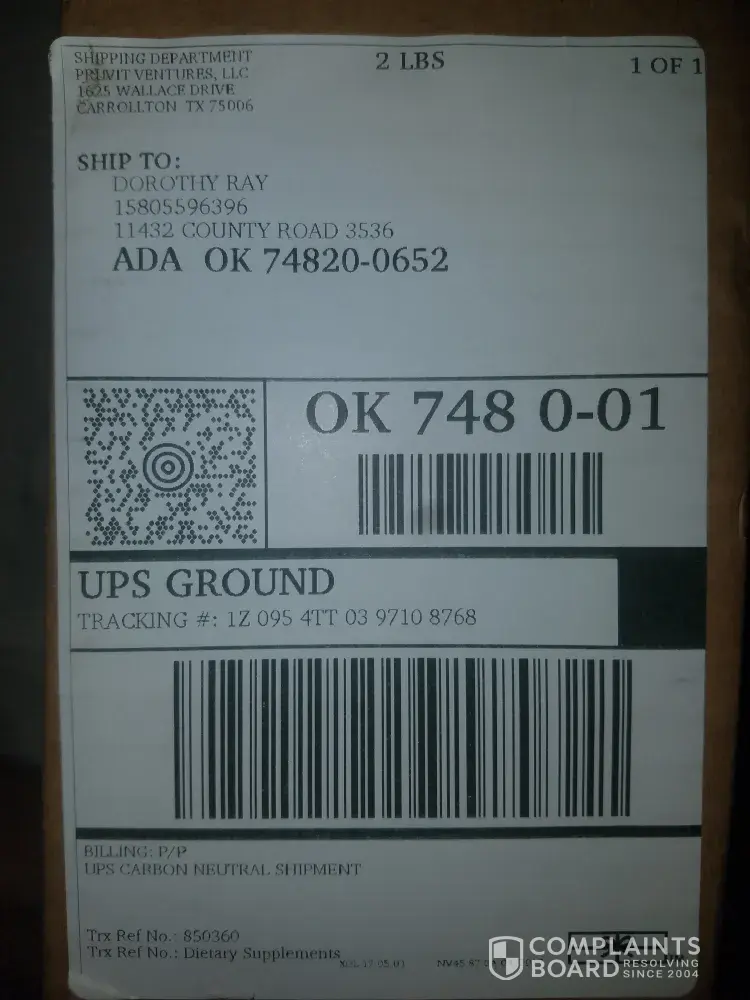 SHIPPING DEPARTMENT
PRUVIT VENTURES, LLC
1625 WALLACE DRIVE
CARROLLTON TX 75006
2 LBS
1 OF 1
SHIP TO:
DOROTHY RAY
15805596396
11432 COUNTY ROAD 3536
ADA OK 74820-0652
OK 748 0-01
UPS GROUND
TRACKING #: 1Z 095 4TT 03 9710 8768
BILLING: P/P
UPS CARBON NEUTRAL SHIPMENT
Trx Ref No.: 850360
Trx Ref No.: Dietary Supplements
COMPLAINTS
BOARD RESOLVING
SINCE 2004